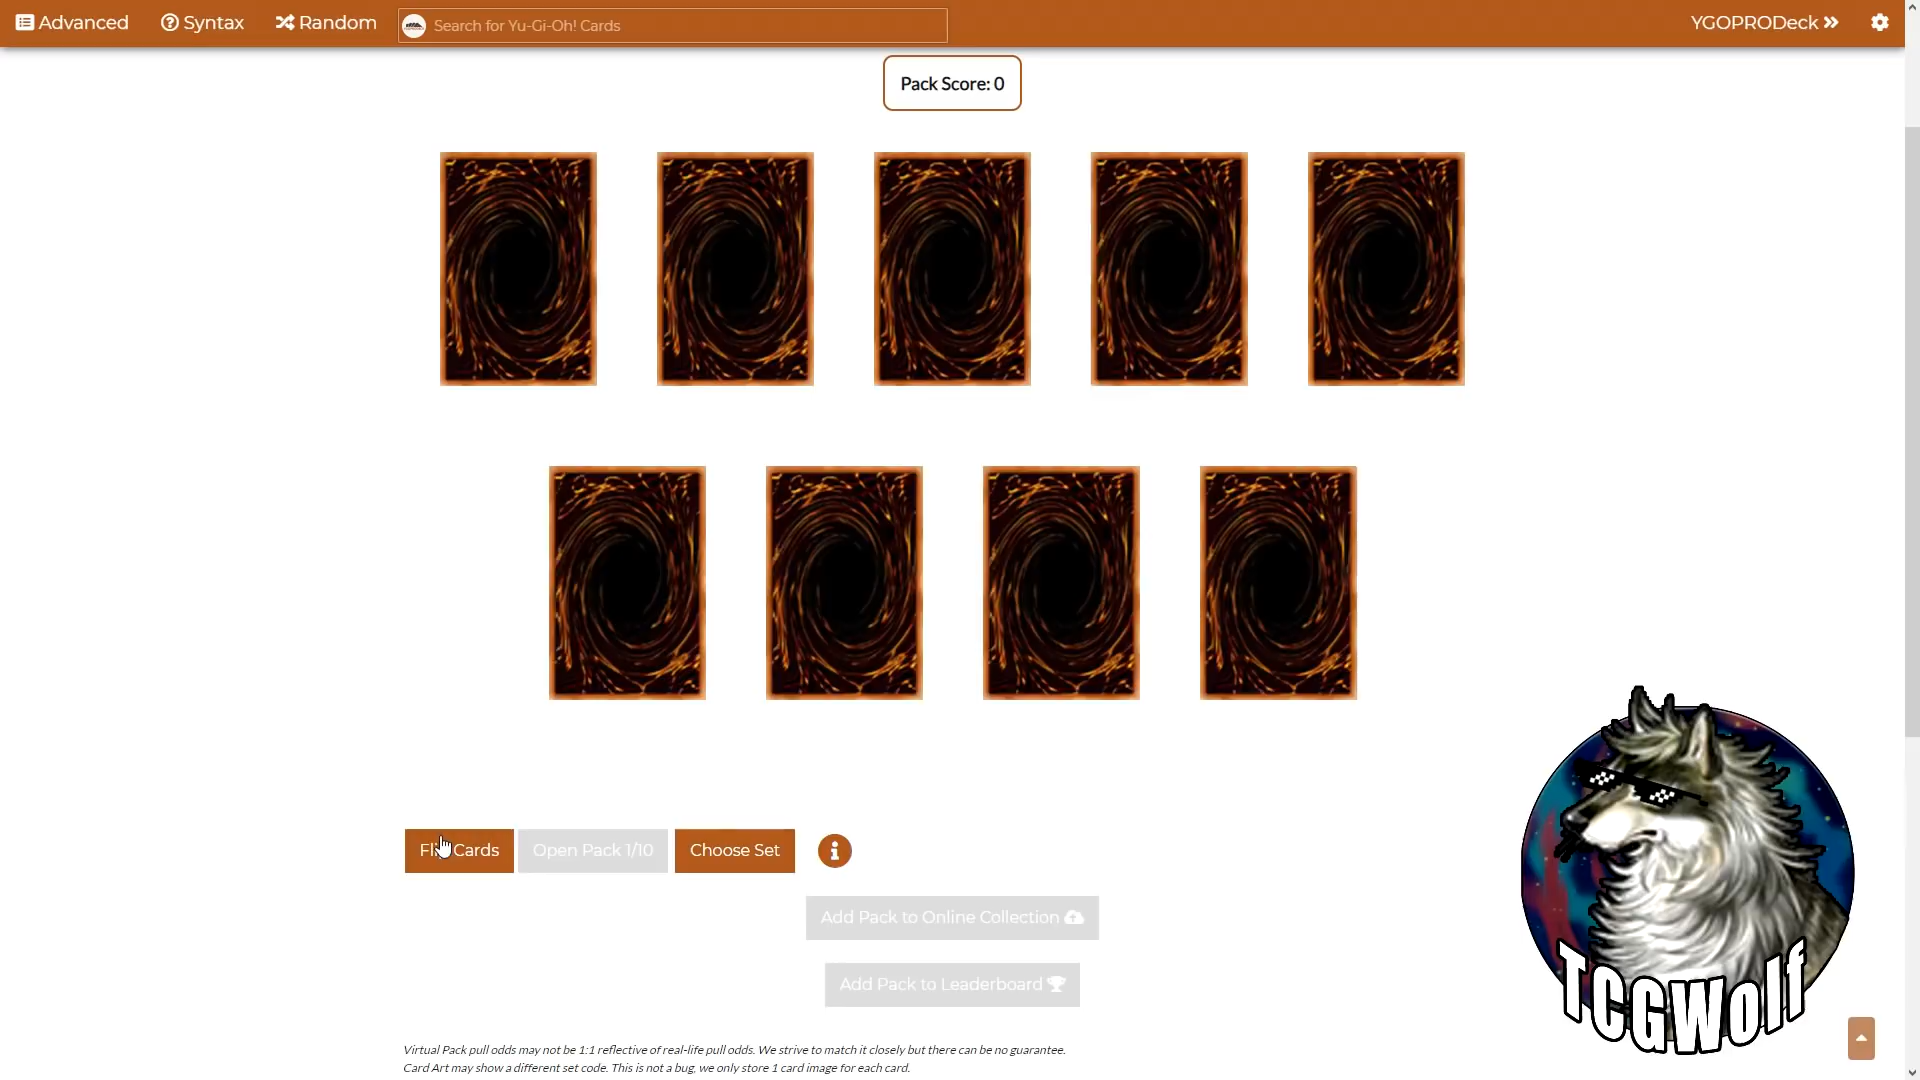 Advanced
Syntax
Random
Search for Yu-Gi-Oh! Cards
YGOPRODeck
Pack Score: 0
Flip Cards
Open Pack 1/10
Choose Set
Add Pack to Online Collection
Add Pack to Leaderboard
Virtual Pack pull odds may not be 1:1 reflective of real-life pull odds. We strive to match it closely but there can be no guarantee.
Card Art may show a different set code. This is not a bug, we only store 1 card image for each card.
TCGWolf